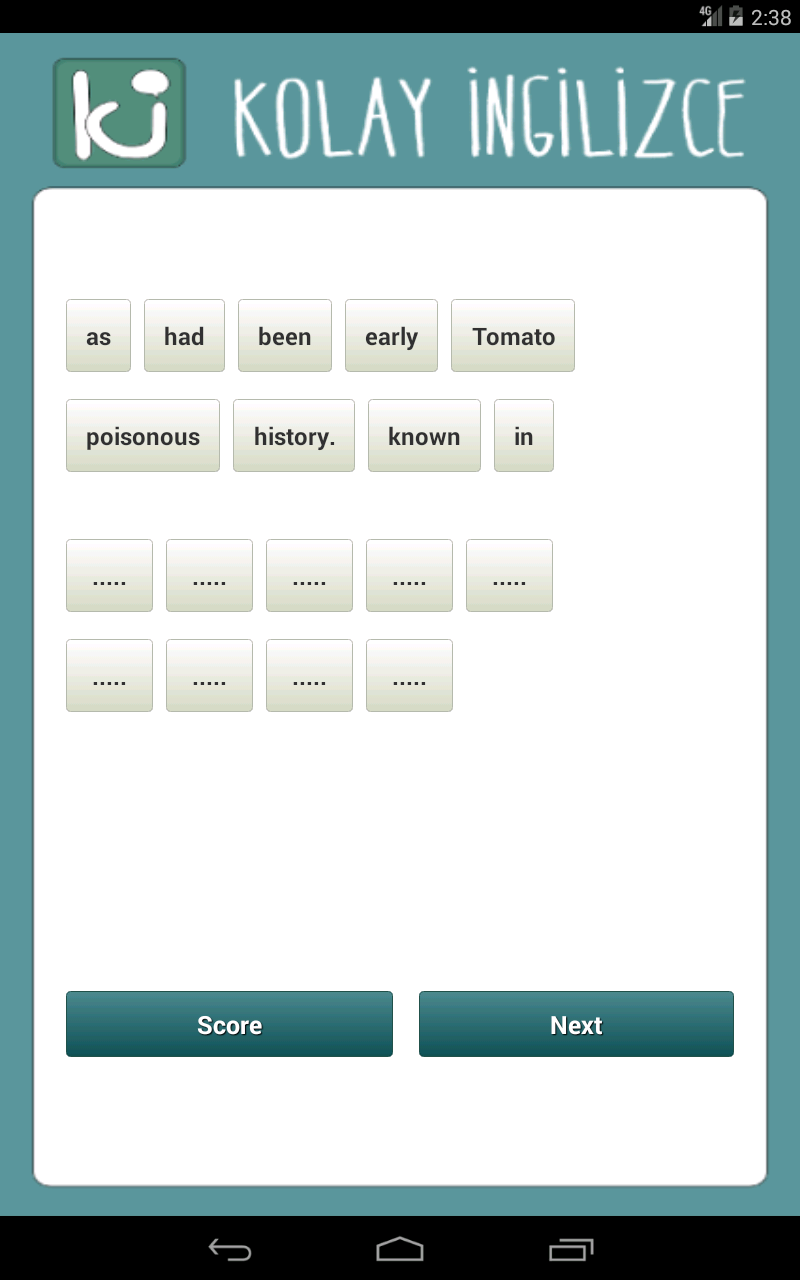 4G 2:38
ki KOLAY İNGİLİZCE
as had been early Tomato
poisonous history. known in
..... ..... ..... ..... .....
..... ..... ..... .....
Score Next